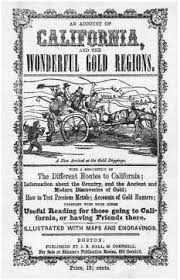 AN ACCOUNT OF
CALIFORNIA,
AND THE
WONDERFUL GOLD REGIONS.
A New Arrival at the Gold Diggings.
WITH A DESCRIPTION OF
The Different Routes to California;
Information about the Country, and the Ancient and
Modern Discoveries of Gold;
How to Test Precious Metals; Accounts of Gold Hunters;
TOGETHER WITH MUCH OTHER
Useful Reading for those going to Cali-
fornia, or having Friends there.
ILLUSTRATED WITH MAPS AND ENGRAVINGS.
BOSTON:
PUBLISHED BY J. B. HALL, 66 CORNHILL.
For Sale at Skinner's Publication Rooms, 60½ Cornhill.
Price, 12½ cents.